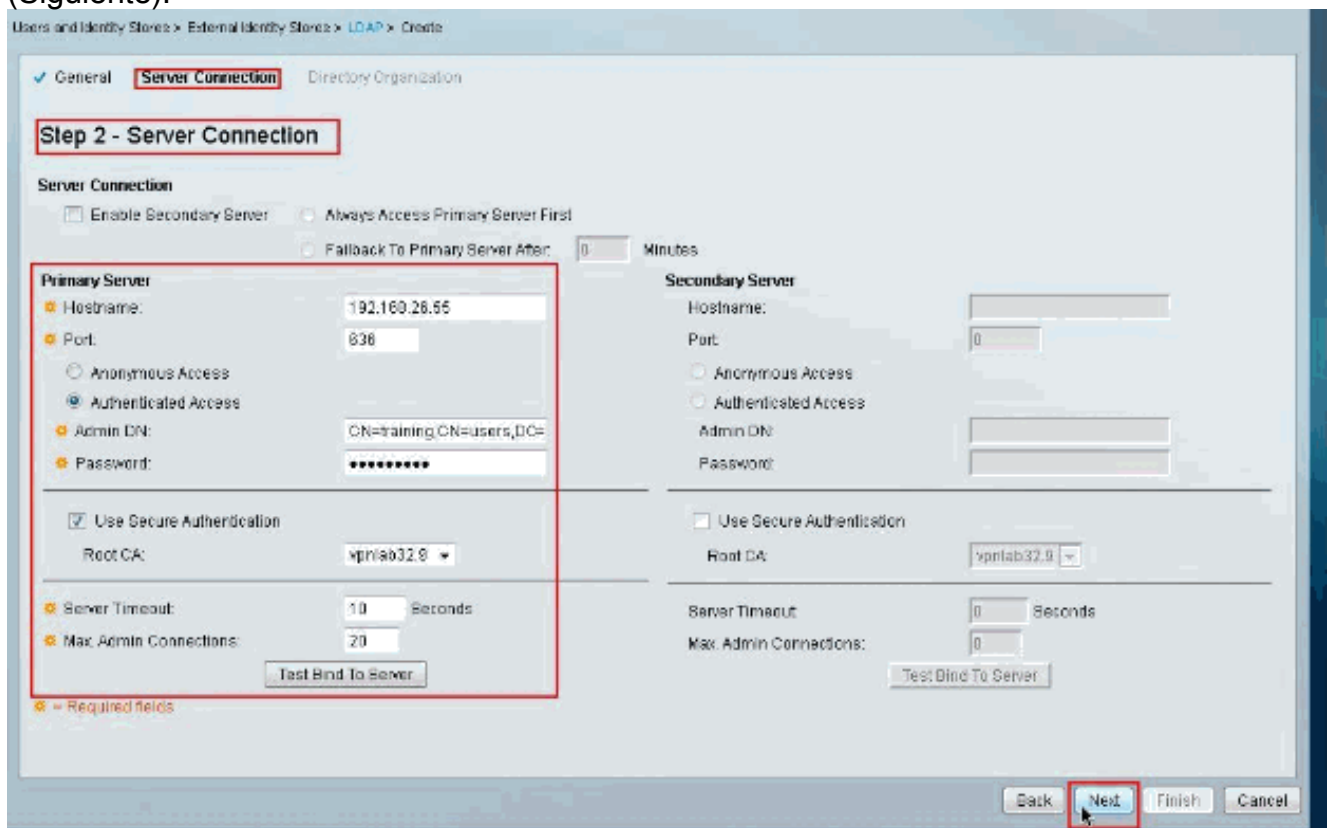 (Siguiente).
Users and Identity Stores > External Identity Stores > LDAP > Create
General Server Connection Directory Organization
Step 2 - Server Connection
Server Connection
Enable Secondary Server Always Access Primary Server First
Fallback To Primary Server After: 0 Minutes
Primary Server Secondary Server
Hostname: 192.168.26.55 Hostname:
Port: 636 Port: 0
Anonymous Access Anonymous Access
Authenticated Access Authenticated Access
Admin DN: CN=training,CN=users,DC= Admin DN:
Password: ••••••••• Password:
Use Secure Authentication Use Secure Authentication
Root CA: vpnlab32.9 Root CA: vpnlab32.9
Server Timeout: 10 Seconds Server Timeout: 0 Seconds
Max. Admin Connections: 20 Max. Admin Connections: 0
Test Bind To Server Test Bind To Server
= Required fields
Back Next Finish Cancel